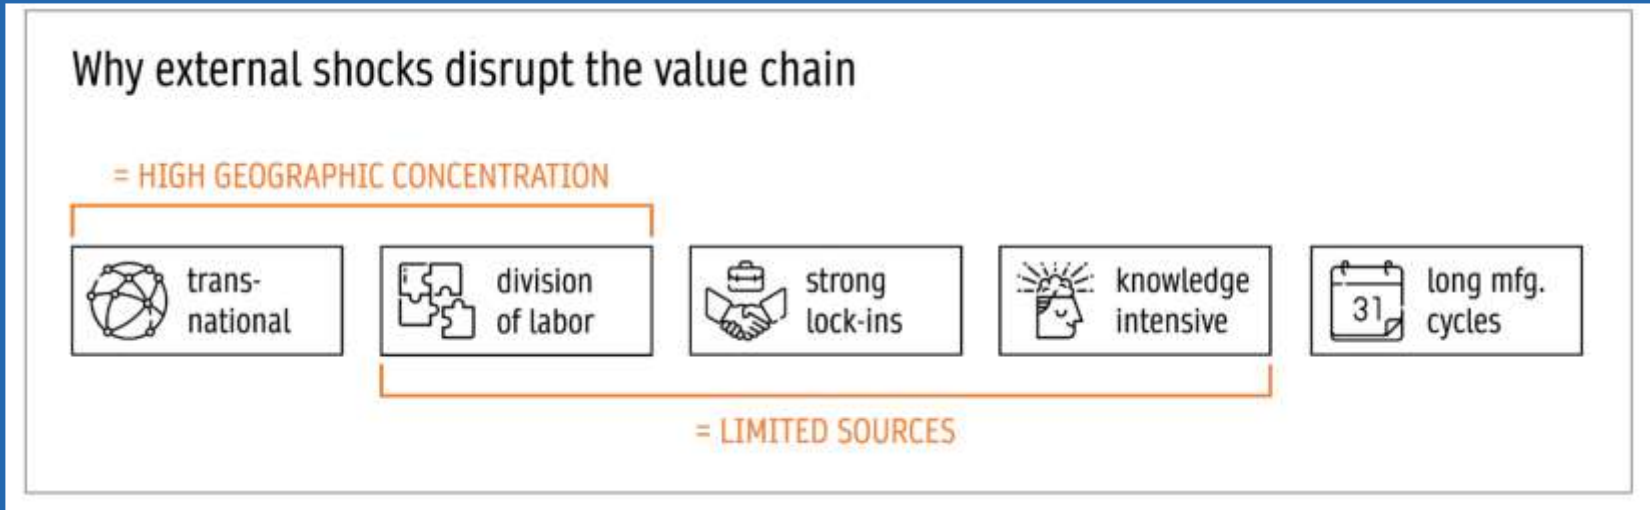 Why external shocks disrupt the value chain
= HIGH GEOGRAPHIC CONCENTRATION
trans-
national
division
of labor
strong
lock-ins
knowledge
intensive
31
long mfg.
cycles
= LIMITED SOURCES